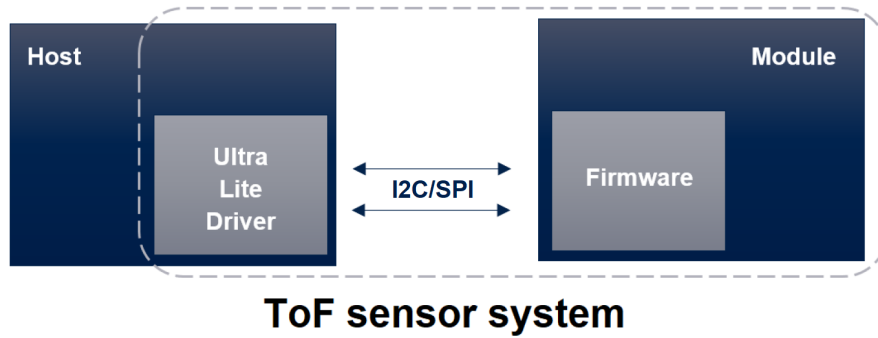 Host
Module
Ultra
Lite
Driver
I2C/SPI
Firmware
ToF sensor system